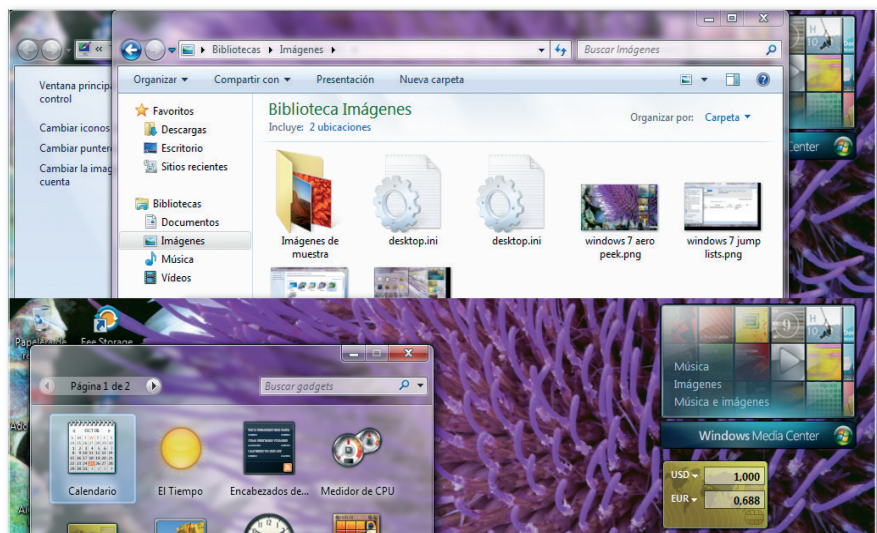 Bibliotecas Imágenes
Buscar Imágenes
Organizar Compartir con Presentación Nueva carpeta
Ventana princip
control
Cambiar iconos
Cambiar punter
Cambiar la imag
cuenta
Favoritos
Descargas
Escritorio
Sitios recientes
Bibliotecas
Documentos
Imágenes
Música
Vídeos
Biblioteca Imágenes
Incluye: 2 ubicaciones
Organizar por: Carpeta
Imágenes de
muestra
desktop.ini
desktop.ini
windows 7 aero
peek.png
windows 7 jump
lists.png
Center
Fee Storage
Página 1 de 2
Buscar gadgets
Calendario
El Tiempo
Encabezados de...
Medidor de CPU
Música
Imágenes
Música e imágenes
Windows Media Center
USD 1,000
EUR 0,688